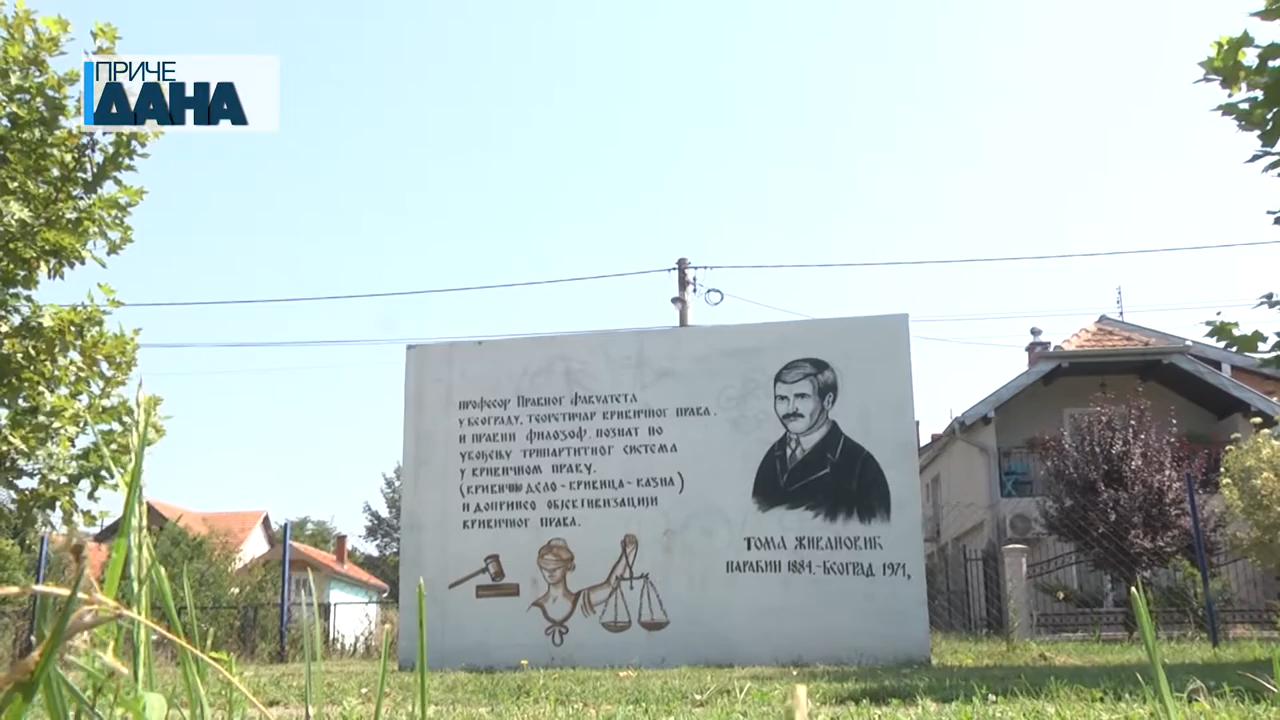 ПРИЧЕ
ДАНА
ПРОФЕСОР ПРАВНОГ ФАКУЛТЕТА
У БЕОГРАДУ, ТЕОРЕТИЧАР КРИВИЧНОГ ПРАВА,
И ПРАВНИ ФИЛОЗОФ, ПОЗНАТ ПО
УВОЂЕЊУ ТРИПАРТИТНОГ СИСТЕМА
У КРИВИЧНОМ ПРАВУ.
(КРИВИЧНО ДЕЛО - КРИВИЦА - КАЗНА)
И ДОПРИНЕО ОБЈЕКТИВИЗАЦИЈИ
КРИВИЧНОГ ПРАВА.
ТОМА ЖИВАНОВИЋ
ПАРАЋИН 1884.-БЕОГРАД 1971,